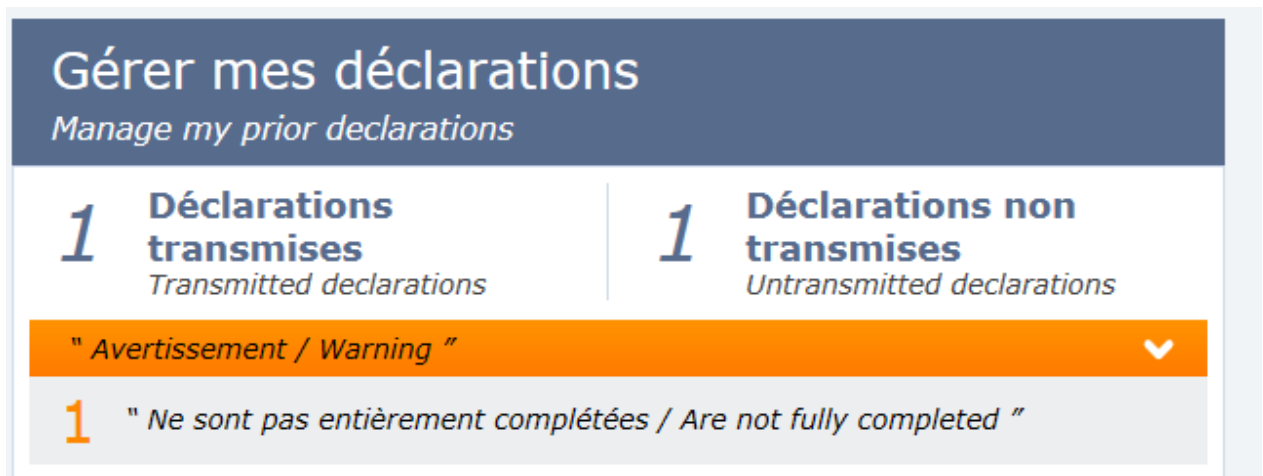 Gérer mes déclarations
Manage my prior declarations
1 Déclarations transmises
Transmitted declarations
1 Déclarations non transmises
Untransmitted declarations
“ Avertissement / Warning ”
1 “ Ne sont pas entièrement complétées / Are not fully completed ”